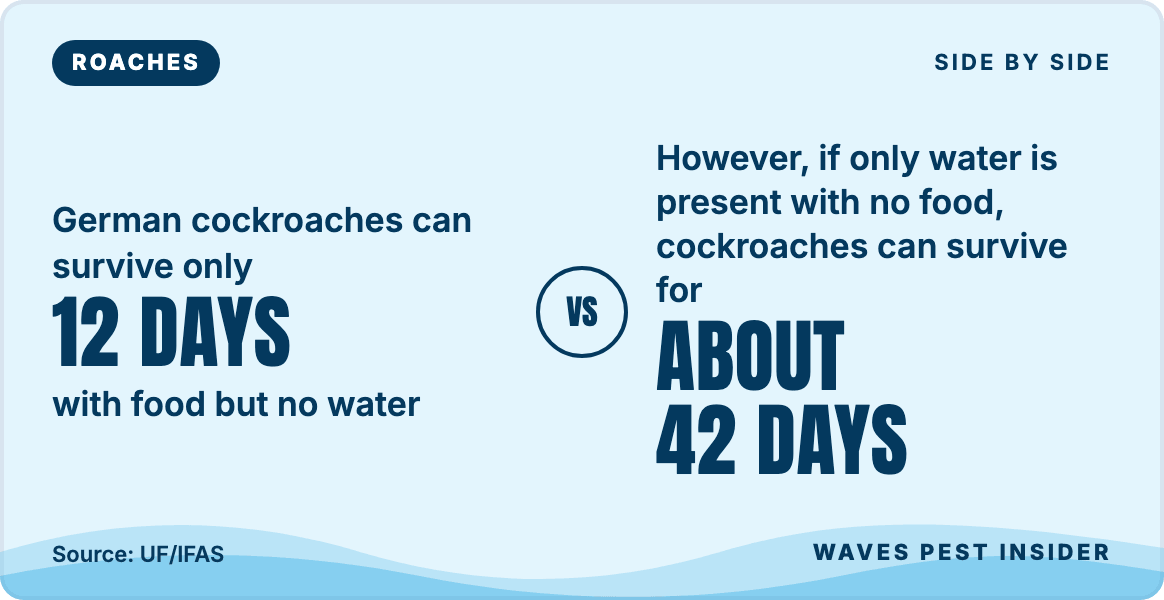 ROACHES
SIDE BY SIDE
German cockroaches can
survive only
12 DAYS
with food but no water
VS
However, if only water is
present with no food,
cockroaches can survive
for
ABOUT
42 DAYS
Source: UF/IFAS
WAVES PEST INSIDER